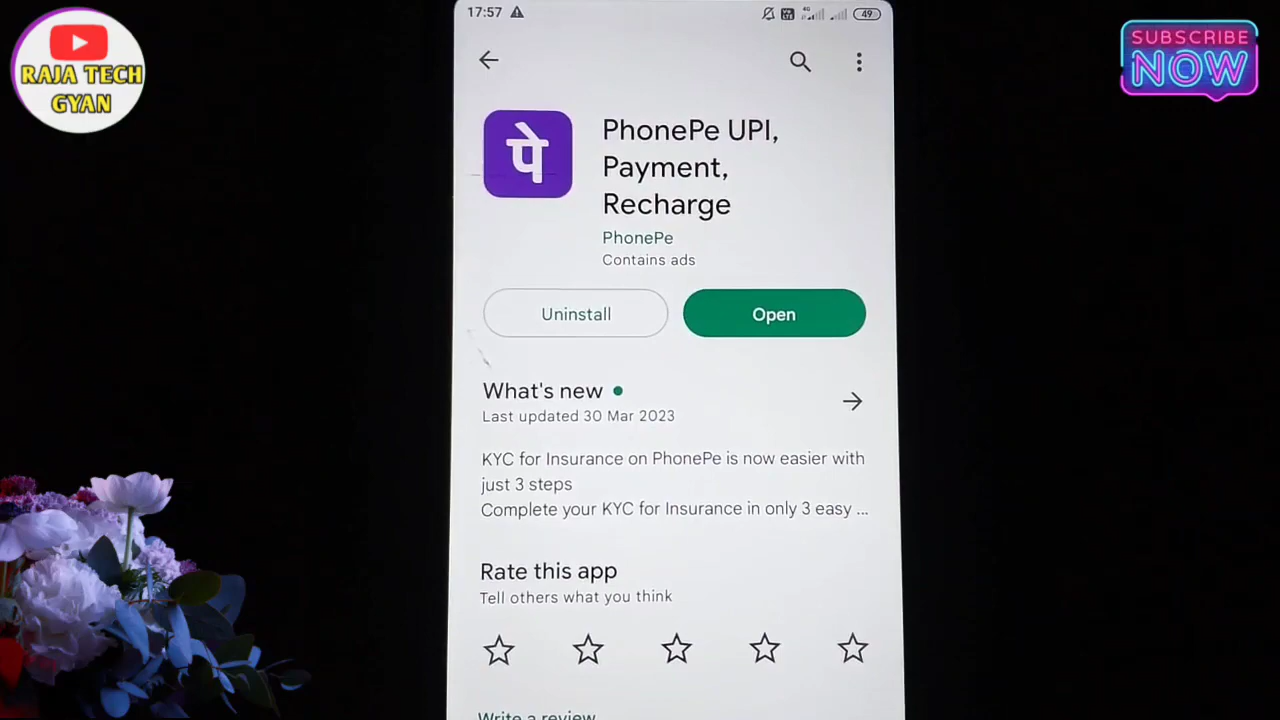 RAJA TECH
GYAN
SUBSCRIBE
NOW
17:57
4G
49
पे
PhonePe UPI,
Payment,
Recharge
PhonePe
Contains ads
Uninstall
Open
What's new
Last updated 30 Mar 2023
KYC for Insurance on PhonePe is now easier with
just 3 steps
Complete your KYC for Insurance in only 3 easy ...
Rate this app
Tell others what you think
Write a review